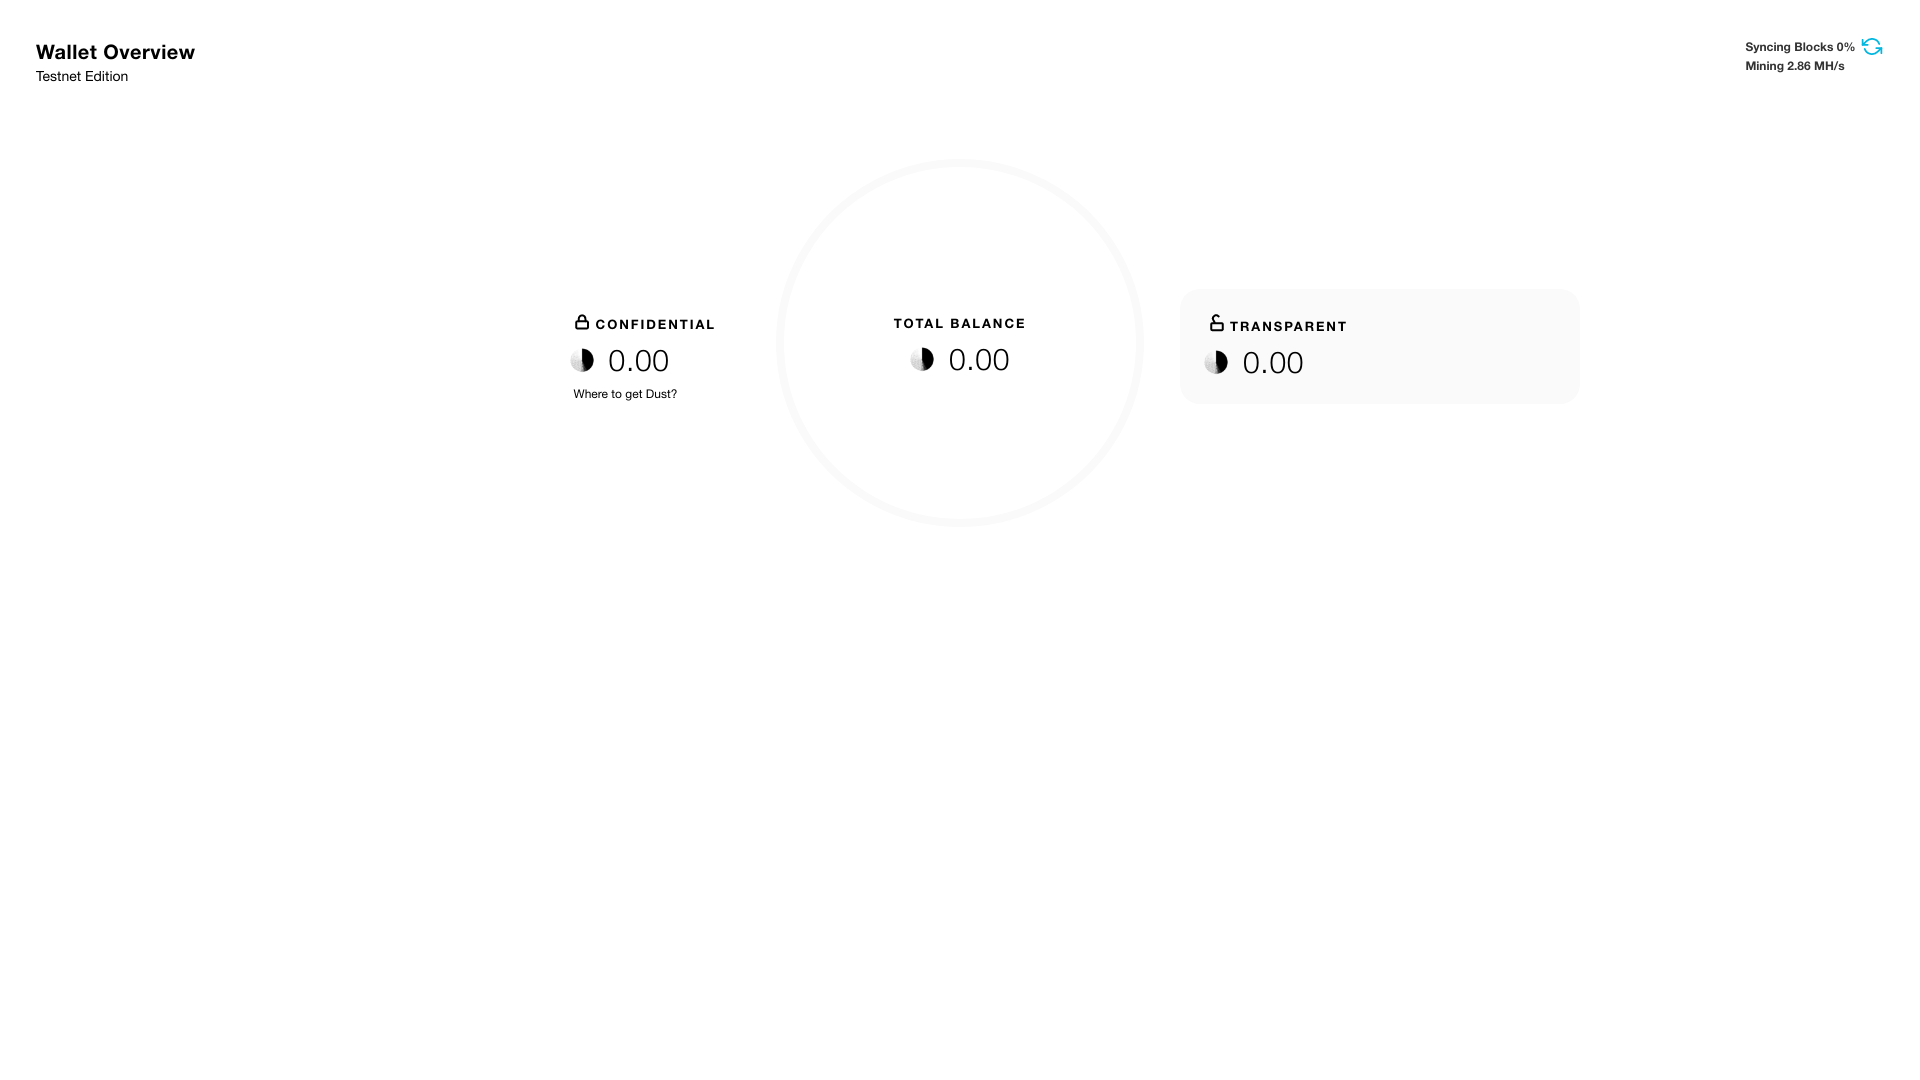 Wallet Overview
Testnet Edition
Syncing Blocks 0%
Mining 2.86 MH/s
CONFIDENTIAL
0.00
Where to get Dust?
TOTAL BALANCE
0.00
TRANSPARENT
0.00